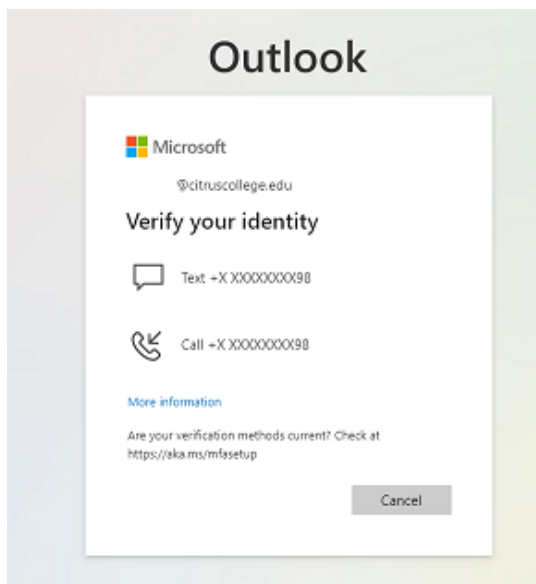 Outlook
Microsoft
@citruscollege.edu
Verify your identity
Text +X XXXXXXXX98
Call +X XXXXXXXX98
More information
Are your verification methods current? Check at
https://aka.ms/mfasetup
Cancel